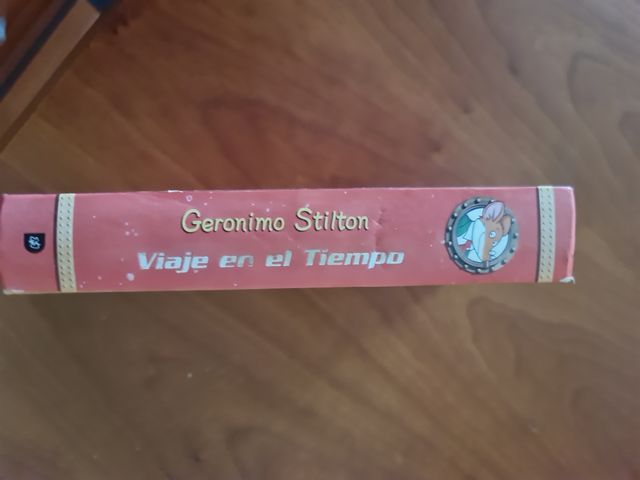 Geronimo Stilton
Viaje en el Tiempo